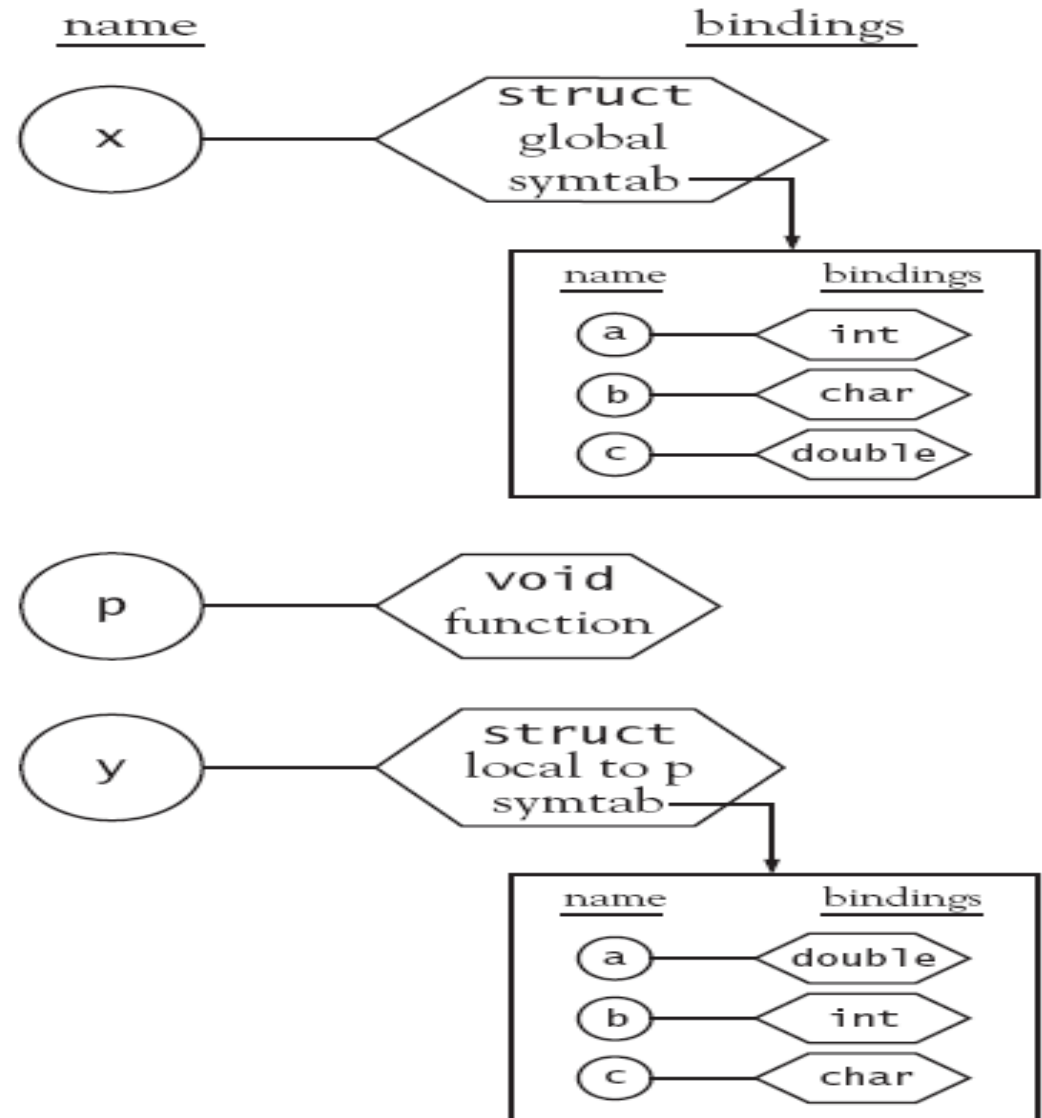 name bindings
x struct
global
symtab
name bindings
a int
b char
c double
p void
function
y struct
local to p
symtab
name bindings
a double
b int
c char